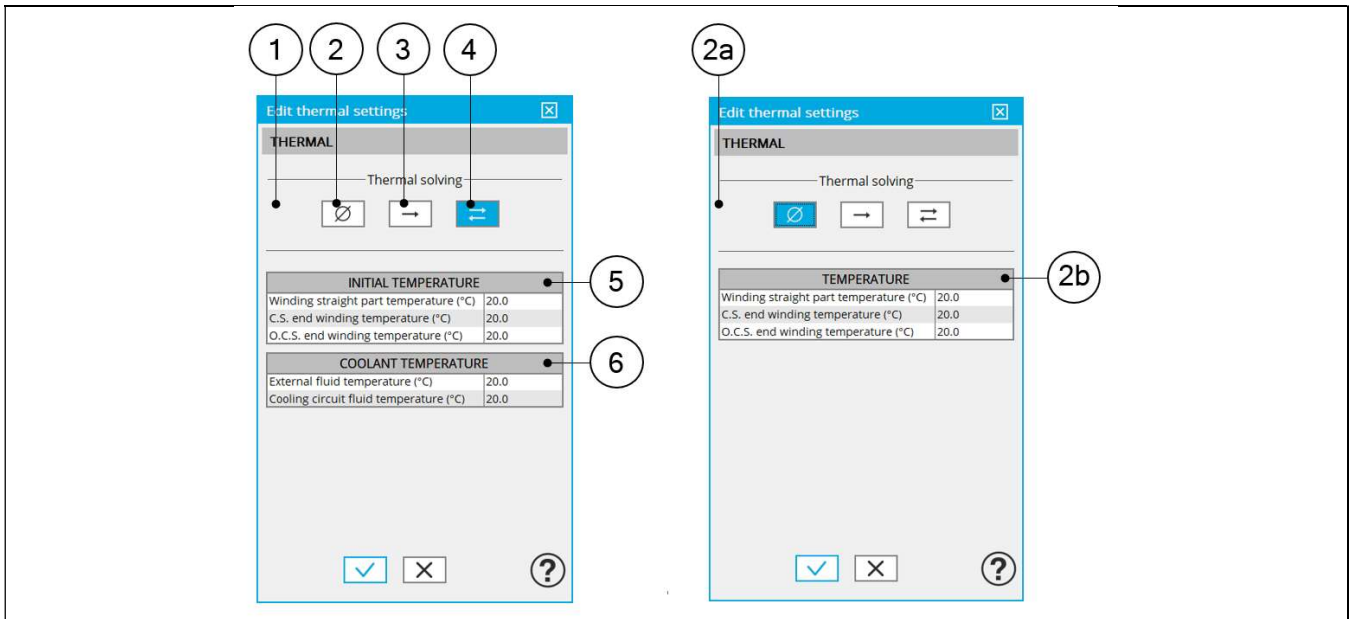 1 2 3 4
Edit thermal settings
THERMAL
Thermal solving
INITIAL TEMPERATURE
5
Winding straight part temperature (°C) 20.0
C.S. end winding temperature (°C) 20.0
O.C.S. end winding temperature (°C) 20.0
COOLANT TEMPERATURE
6
External fluid temperature (°C) 20.0
Cooling circuit fluid temperature (°C) 20.0
?
2a
Edit thermal settings
THERMAL
Thermal solving
TEMPERATURE
2b
Winding straight part temperature (°C) 20.0
C.S. end winding temperature (°C) 20.0
O.C.S. end winding temperature (°C) 20.0
?